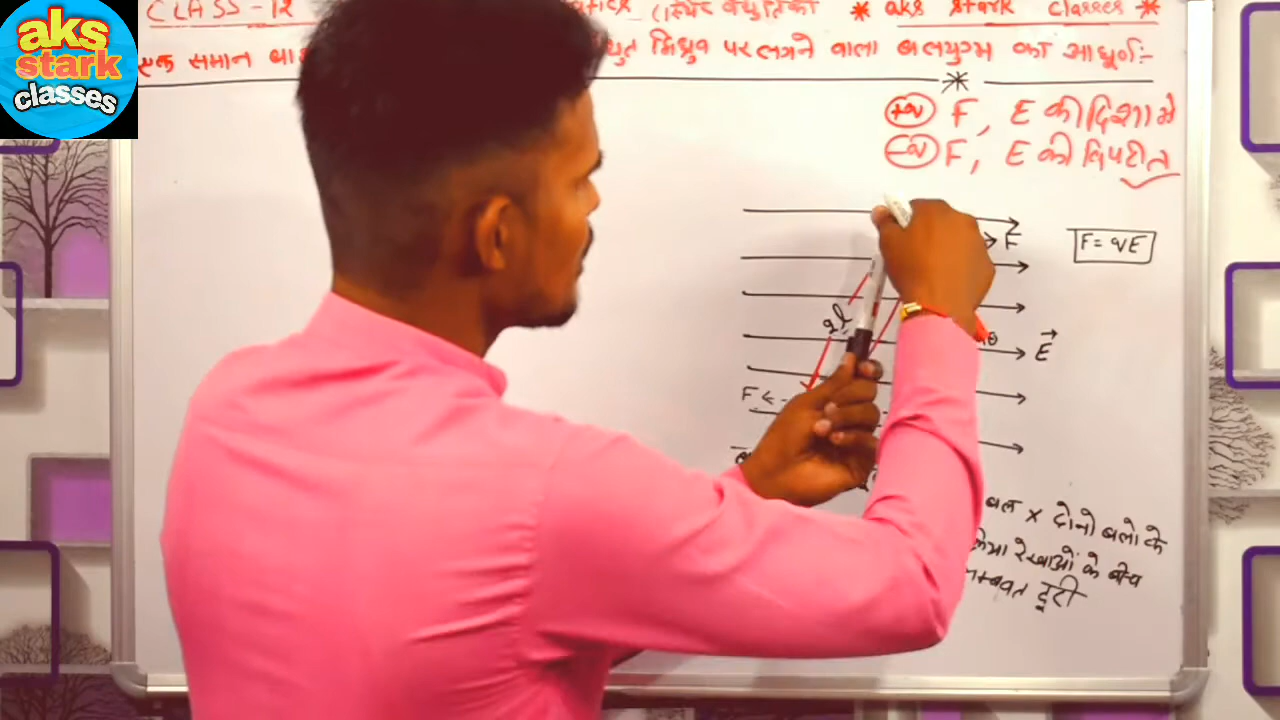 aks
stark
classes
CLASS-12 स्थिर वैद्युतिकी * aks stark classes *
एक समान द्विध्रुव पर लगने वाला बलयुग्म का आघूर्ण:-
+q F, E की दिशा मे
-q F, E की विपरीत
F
F = qE
2l
θ
E
F
बल x दोनो बलो के
क्रिया रेखाओं के बीच
लम्बवत दूरी